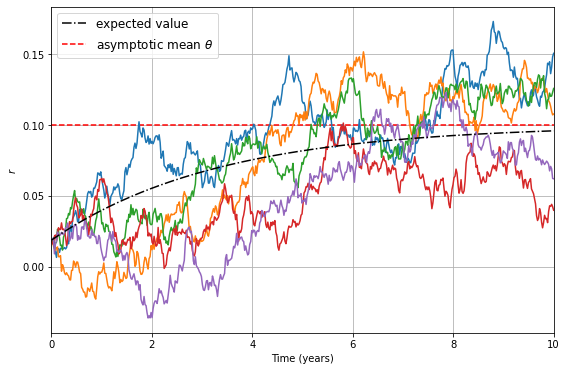 expected value
asymptotic mean θ
0.15
0.10
0.05
0.00
r
0 2 4 6 8 10
Time (years)